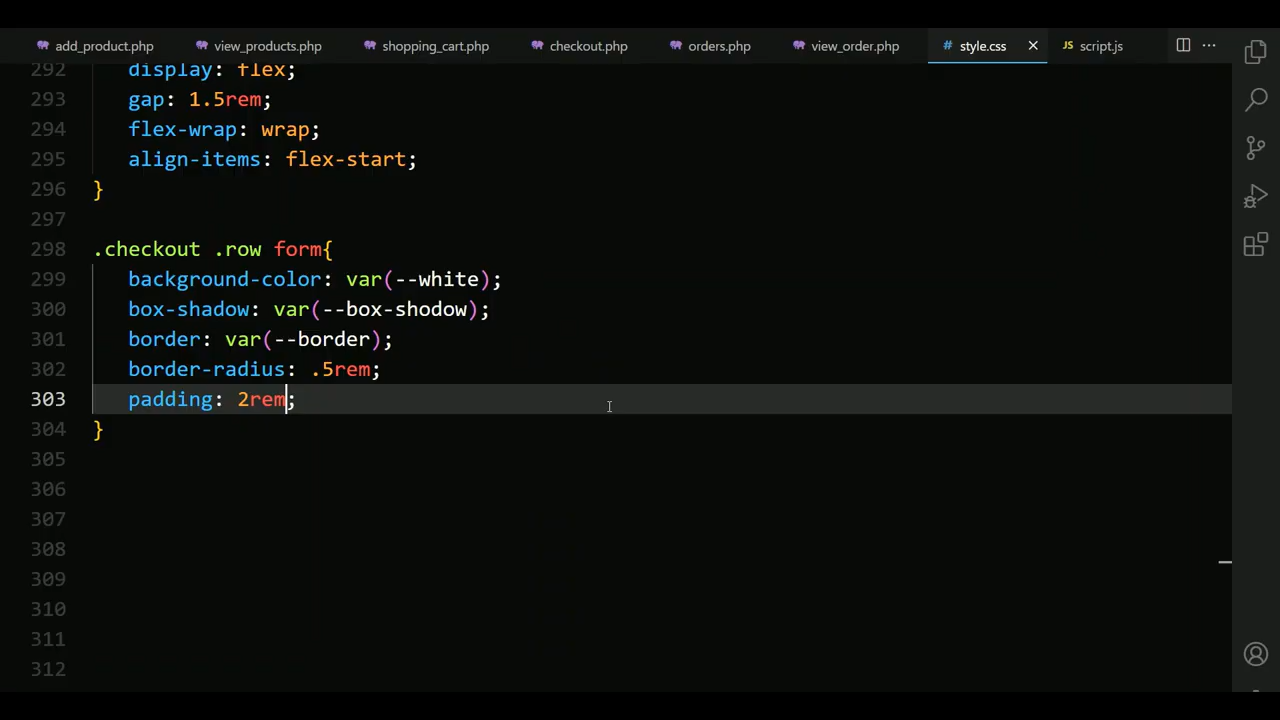 add_product.php view_products.php shopping_cart.php checkout.php orders.php view_order.php # style.css JS script.js
292 display: flex;
293 gap: 1.5rem;
294 flex-wrap: wrap;
295 align-items: flex-start;
296 }
297
298 .checkout .row form{
299 background-color: var(--white);
300 box-shadow: var(--box-shodow);
301 border: var(--border);
302 border-radius: .5rem;
303 padding: 2rem;
304 }
305
306
307
308
309
310
311
312